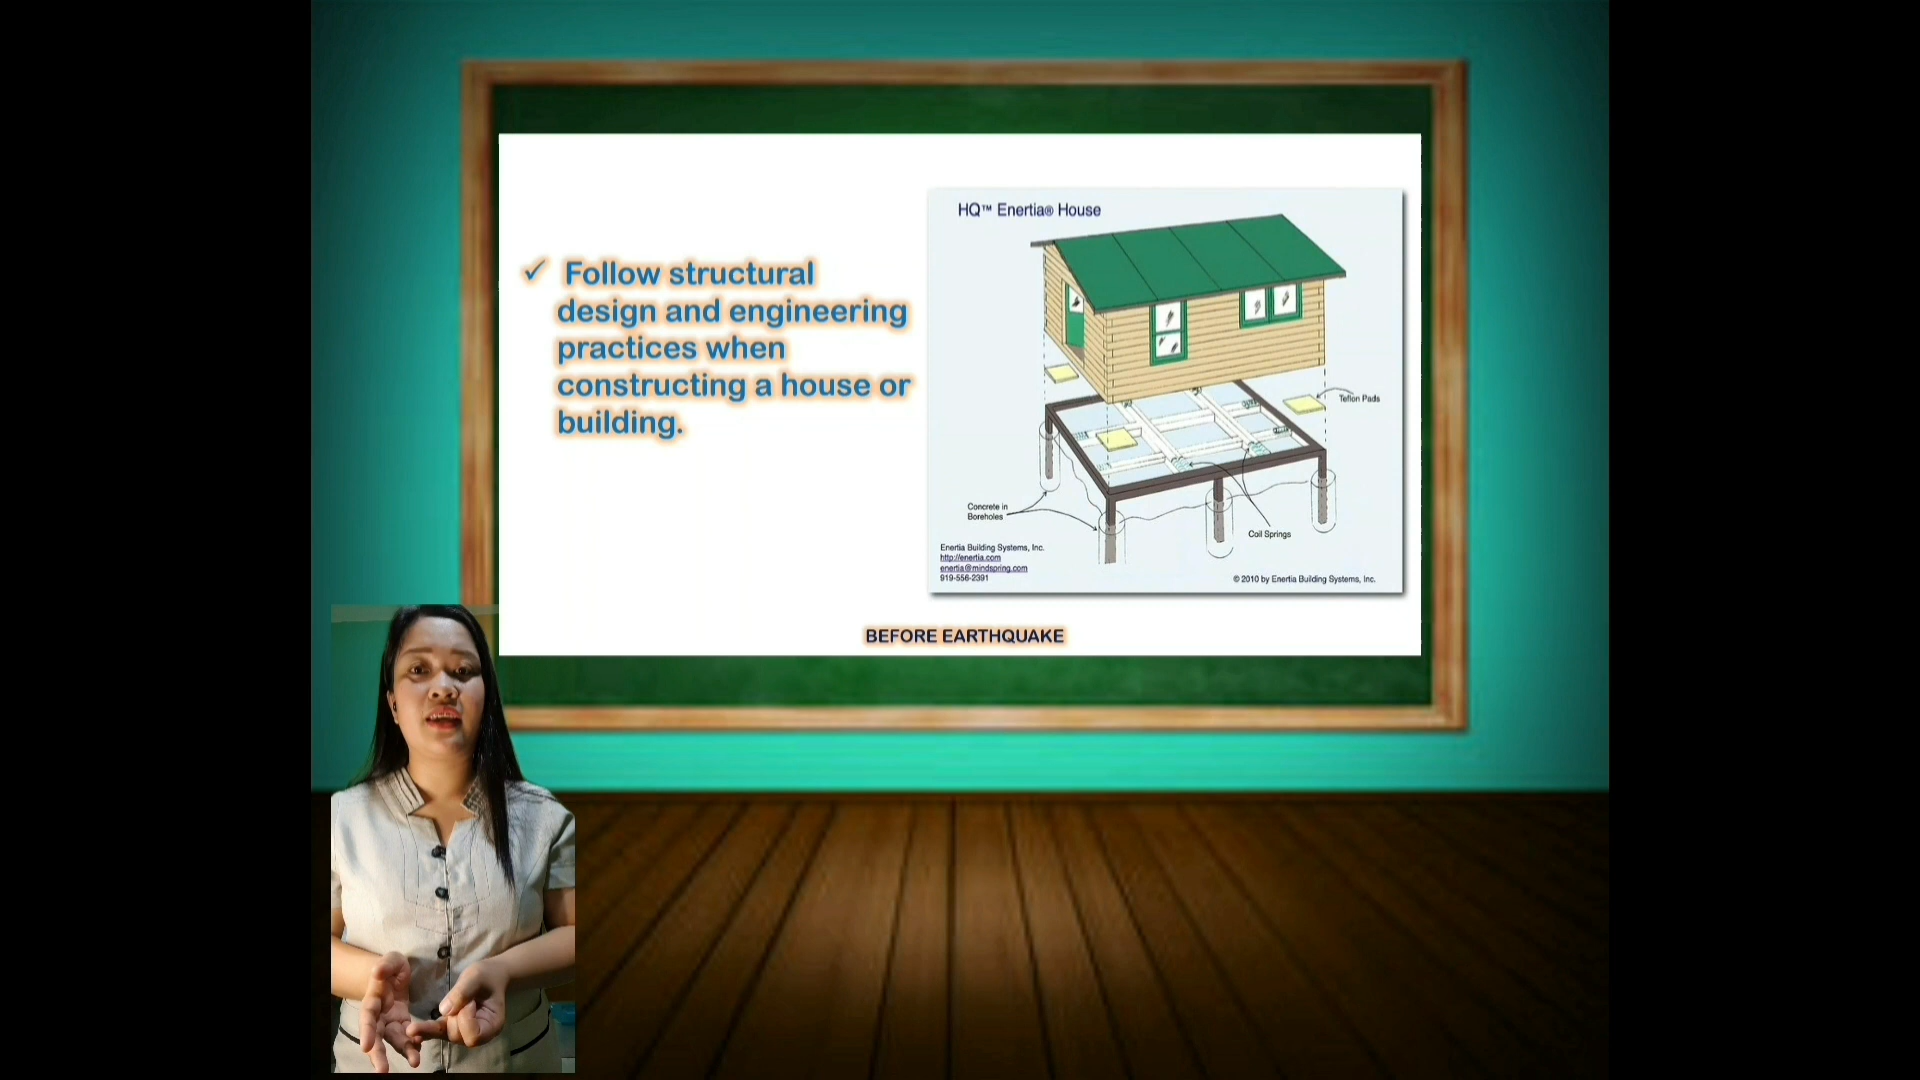 HQ™ Enertia® House
✓ Follow structural
design and engineering
practices when
constructing a house or
building.
Teflon Pads
Concrete in
Boreholes
Coil Springs
Enertia Building Systems, Inc.
http://enertia.com
enertia@mindspring.com
919-556-2391
© 2010 by Enertia Building Systems, Inc.
BEFORE EARTHQUAKE